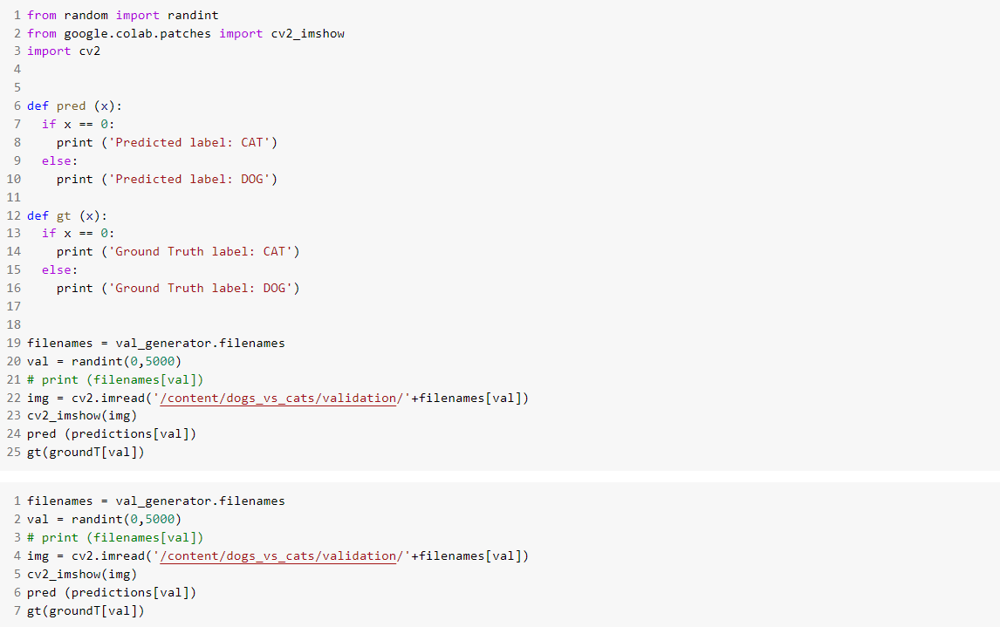 1 from random import randint
2 from google.colab.patches import cv2_imshow
3 import cv2
4
5
6 def pred (x):
7   if x == 0:
8     print ('Predicted label: CAT')
9   else:
10     print ('Predicted label: DOG')
11
12 def gt (x):
13   if x == 0:
14     print ('Ground Truth label: CAT')
15   else:
16     print ('Ground Truth label: DOG')
17
18
19 filenames = val_generator.filenames
20 val = randint(0,5000)
21 # print (filenames[val])
22 img = cv2.imread('/content/dogs_vs_cats/validation/'+filenames[val])
23 cv2_imshow(img)
24 pred (predictions[val])
25 gt(groundT[val])
1 filenames = val_generator.filenames
2 val = randint(0,5000)
3 # print (filenames[val])
4 img = cv2.imread('/content/dogs_vs_cats/validation/'+filenames[val])
5 cv2_imshow(img)
6 pred (predictions[val])
7 gt(groundT[val])